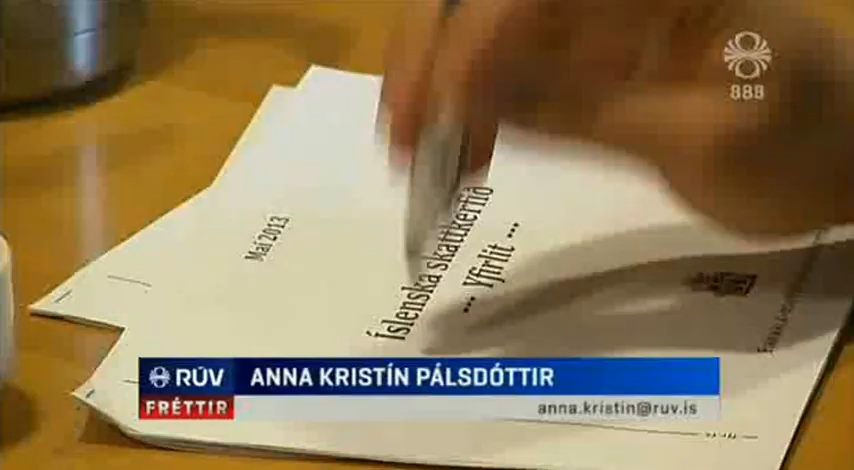 888
Maí 2013
Íslenska skattkerfið
... Yfirlit ...
RÚV
FRÉTTIR
ANNA KRISTÍN PÁLSDÓTTIR
anna.kristin@ruv.is